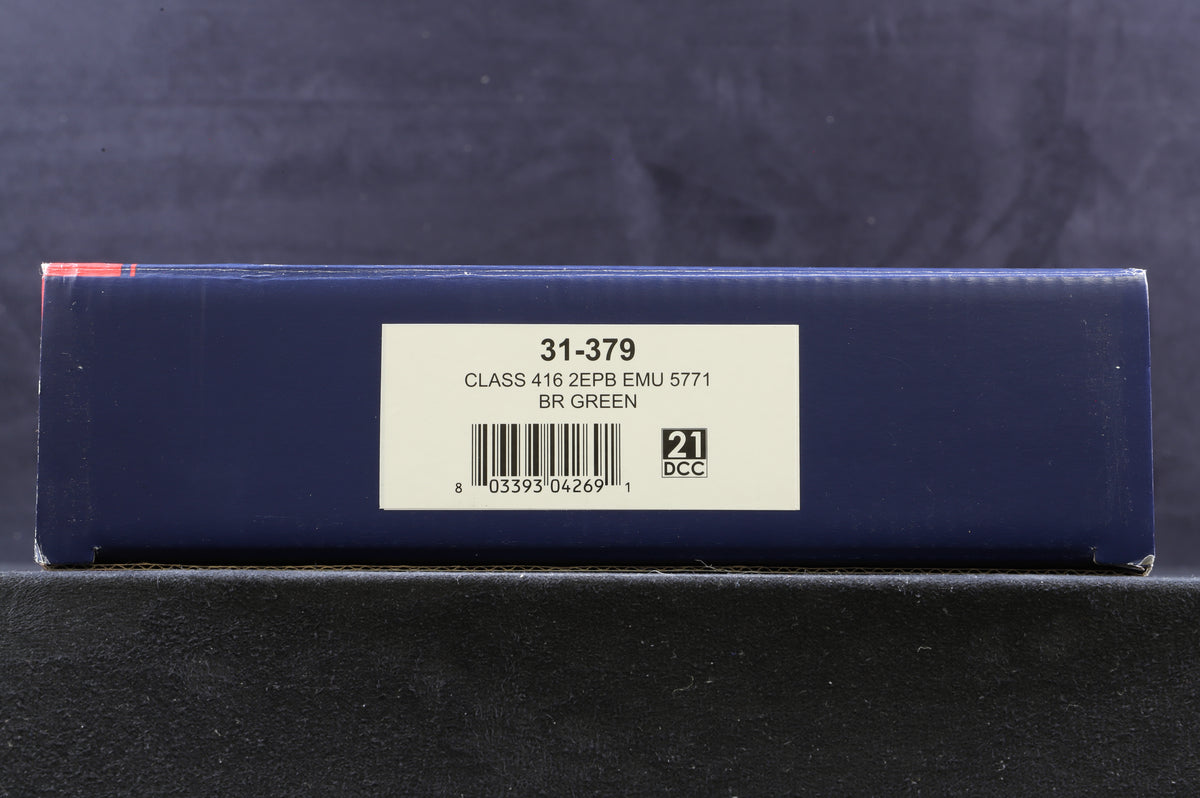 31-379
CLASS 416 2EPB EMU 5771
BR GREEN
21
DCC
8 03393 04269 1